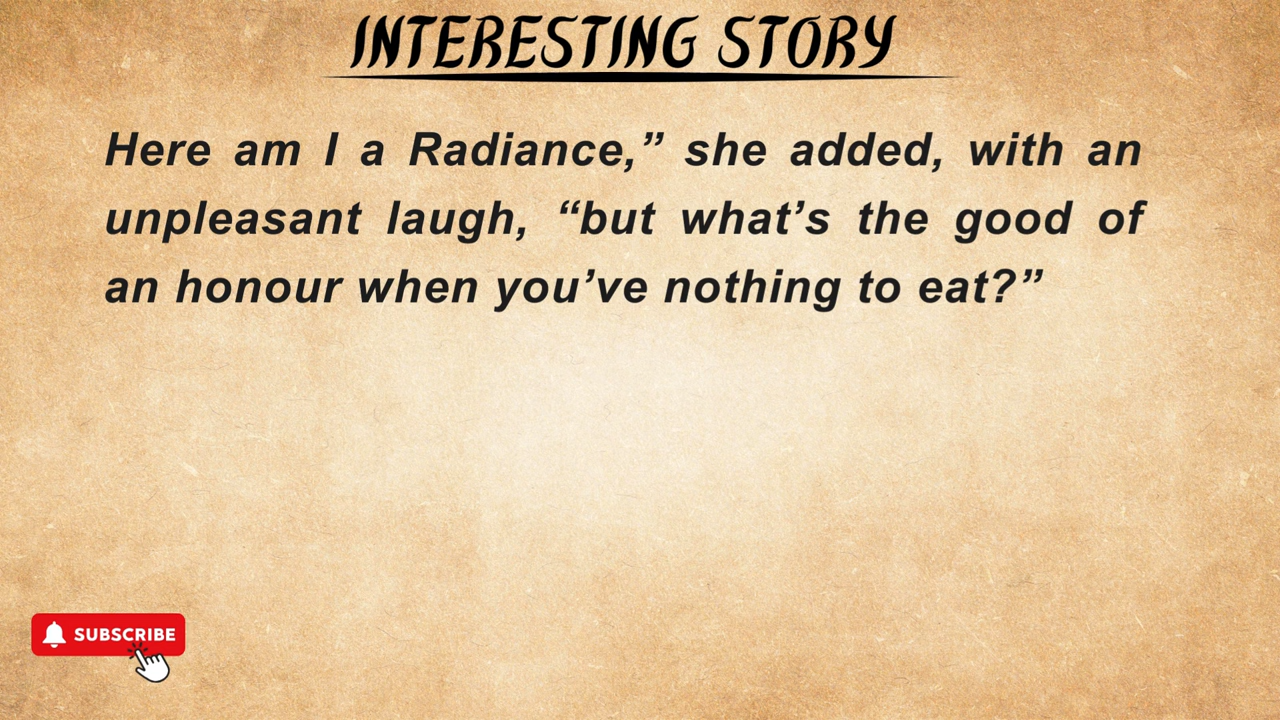 INTERESTING STORY
Here am I a Radiance,” she added, with an
unpleasant laugh, “but what’s the good of
an honour when you’ve nothing to eat?”
SUBSCRIBE